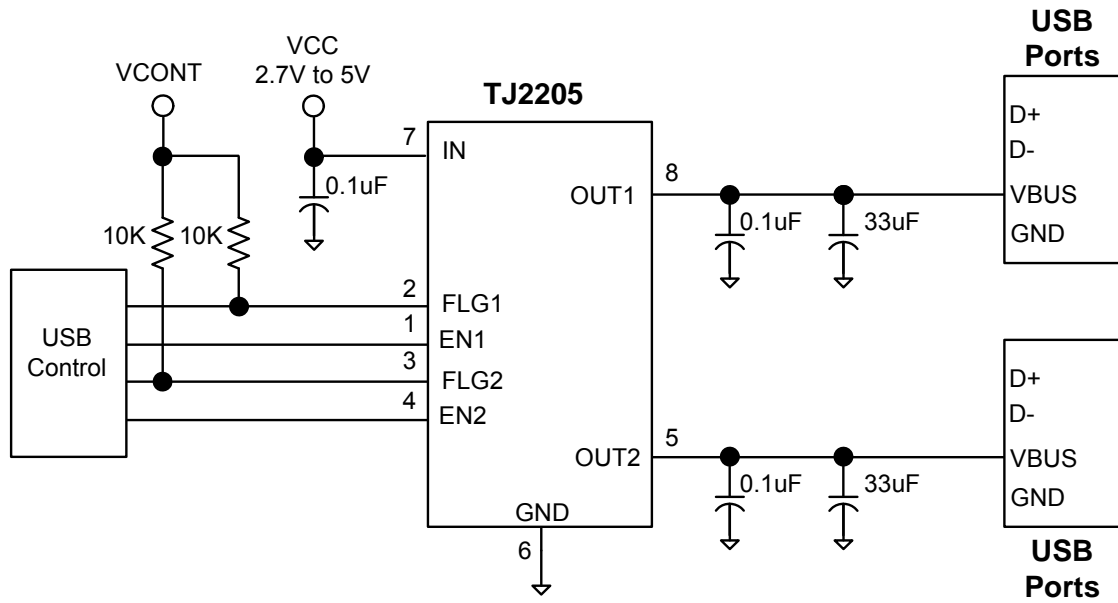 VCONT
VCC
2.7V to 5V
TJ2205
USB
Ports
7
IN
0.1uF
10K
10K
OUT1
8
0.1uF
33uF
D+
D-
VBUS
GND
USB
Control
2
FLG1
1
EN1
3
FLG2
4
EN2
OUT2
5
0.1uF
33uF
GND
6
D+
D-
VBUS
GND
USB
Ports